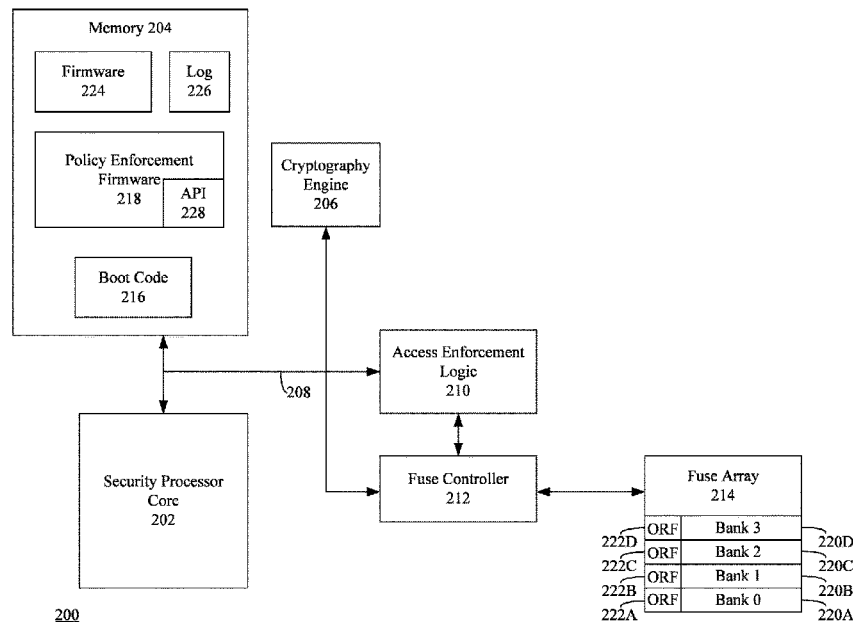 Memory 204
Firmware
224
Log
226
Policy Enforcement
Firmware
218
API
228
Boot Code
216
Cryptography
Engine
206
Access Enforcement
Logic
210
208
Security Processor
Core
202
Fuse Controller
212
Fuse Array
214
222D ORF Bank 3 220D
222C ORF Bank 2 220C
222B ORF Bank 1 220B
222A ORF Bank 0 220A
200